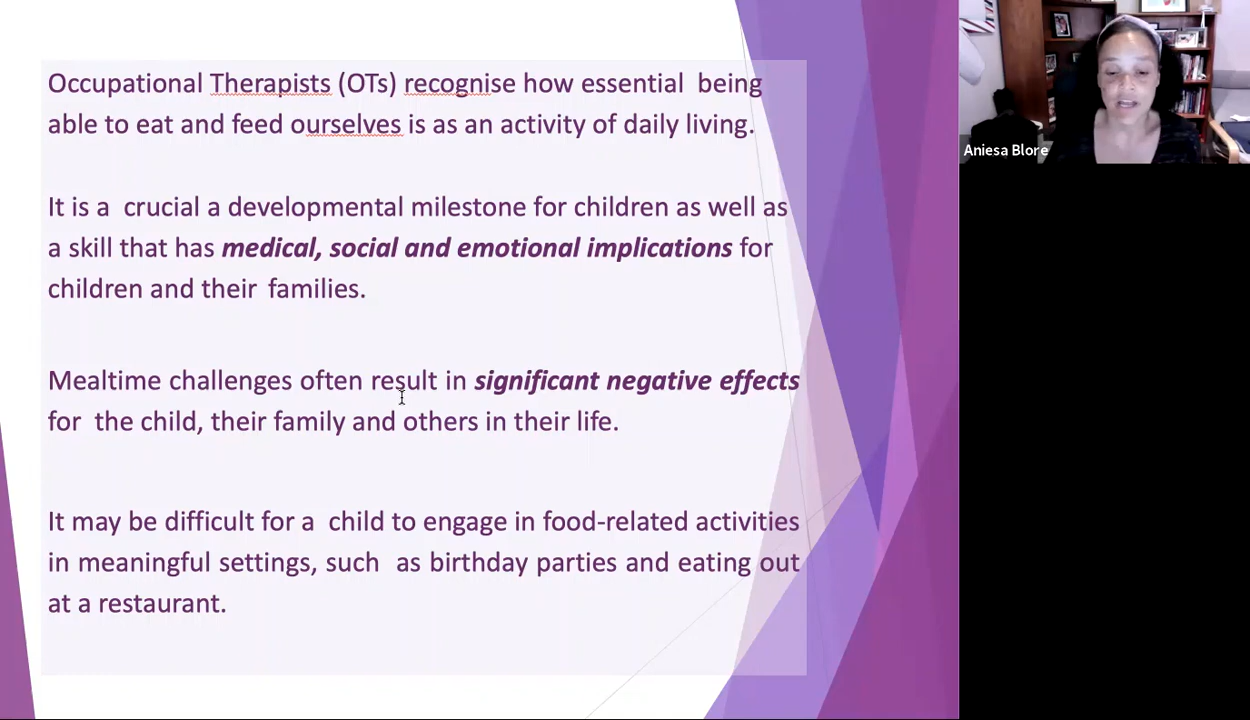 Occupational Therapists (OTs) recognise how essential being
able to eat and feed ourselves is as an activity of daily living.
It is a crucial a developmental milestone for children as well as
a skill that has medical, social and emotional implications for
children and their families.
Mealtime challenges often result in significant negative effects
for the child, their family and others in their life.
It may be difficult for a child to engage in food-related activities
in meaningful settings, such as birthday parties and eating out
at a restaurant.
Aniesa Blore